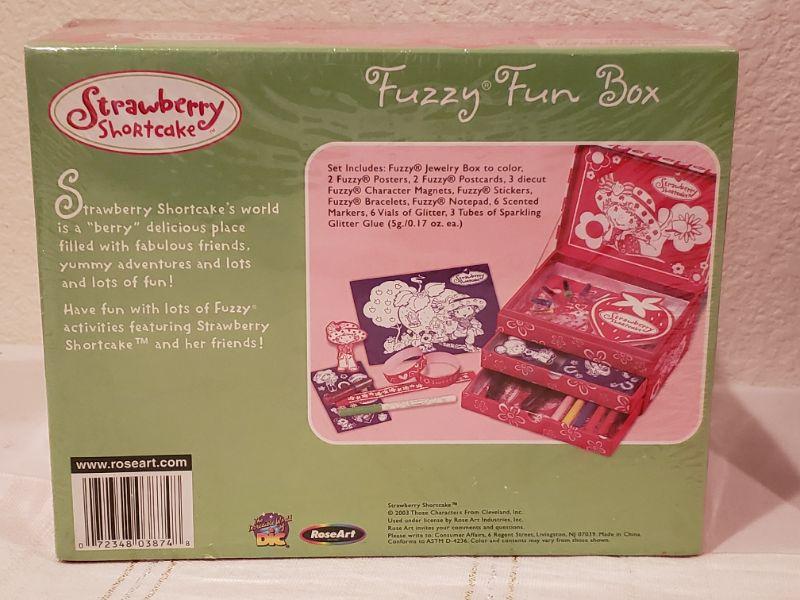 Strawberry
Shortcake™
Fuzzy® Fun Box
Strawberry Shortcake's world
is a "berry" delicious place
filled with fabulous friends,
yummy adventures and lots
and lots of fun!
Have fun with lots of Fuzzy®
activities featuring Strawberry
Shortcake™ and her friends!
Set Includes: Fuzzy® Jewelry Box to color,
2 Fuzzy® Posters, 2 Fuzzy® Postcards, 3 diecut
Fuzzy® Character Magnets, Fuzzy® Stickers,
Fuzzy® Bracelets, Fuzzy® Notepad, 6 Scented
Markers, 6 Vials of Glitter, 3 Tubes of Sparkling
Glitter Glue (5g./0.17 oz. ea.)
Strawberry
Shortcake
Strawberry
Shortcake
www.roseart.com
0 72348 03874 8
The
Incredible World
of
DIC
RoseArt
Strawberry Shortcake™
© 2003 Those Characters From Cleveland, Inc.
Used under license by Rose Art Industries, Inc.
Rose Art invites your comments and questions.
Please write to: Consumer Affairs, 6 Regent Street, Livingston, NJ 07039. Made in China.
Conforms to ASTM D-4236. Color and contents may vary from those shown.